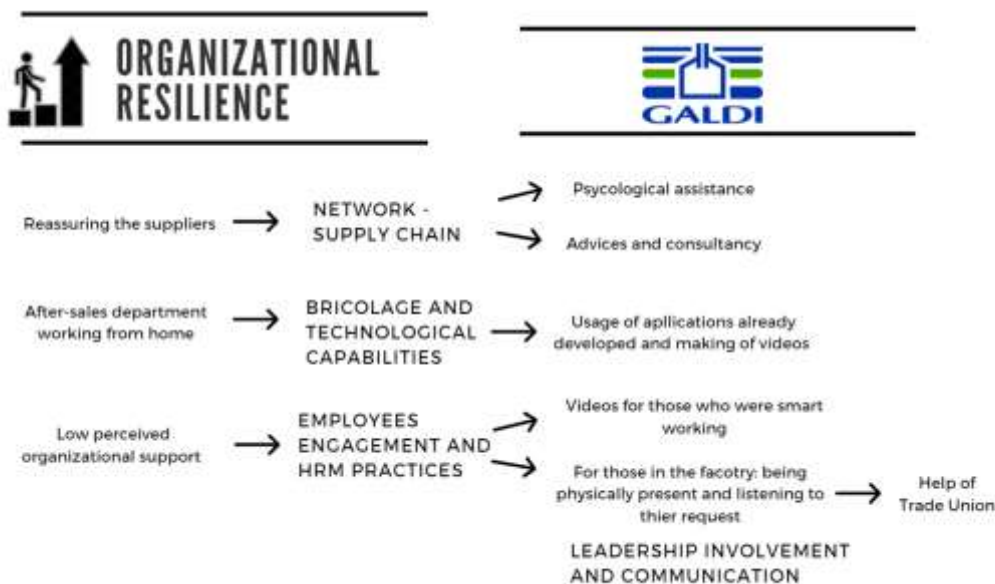 ORGANIZATIONAL
RESILIENCE
GALDI
Reassuring the suppliers
NETWORK -
SUPPLY CHAIN
Psycological assistance
Advices and consultancy
After-sales department
working from home
BRICOLAGE AND
TECHNOLOGICAL
CAPABILITIES
Usage of apllications already
developed and making of videos
Low perceived
organizational support
EMPLOYEES
ENGAGEMENT AND
HRM PRACTICES
Videos for those who were smart
working
For those in the facotry: being
physically present and listening to
thier request
Help of
Trade Union
LEADERSHIP INVOLVEMENT
AND COMMUNICATION